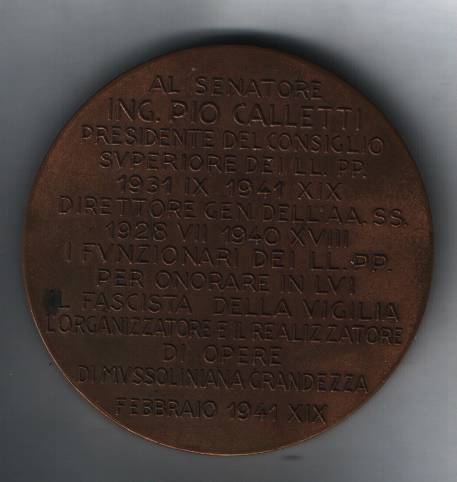 AL SENATORE
ING. PIO CALLETTI
PRESIDENTE DEL CONSIGLIO
SVPERIORE DEI LL. PP.
1931 IX 1941 XIX
DIRETTORE GEN DELL'AA. SS.
1928 VII 1940 XVIII
I FVNZIONARI DEI LL. PP.
PER ONORARE IN LVI
IL FASCISTA DELLA VIGILIA
L'ORGANIZZATORE E IL REALIZZATORE
DI OPERE
DI MVSSOLINIANA GRANDEZZA
FEBBRAIO 1941 XIX